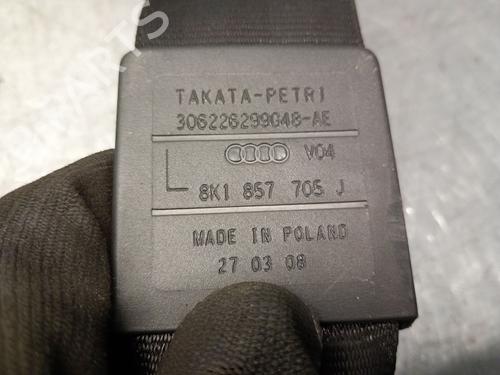 TAKATA-PETRI
306226299048-AE
V04
L 8K1 857 705 J
MADE IN POLAND
27 03 08